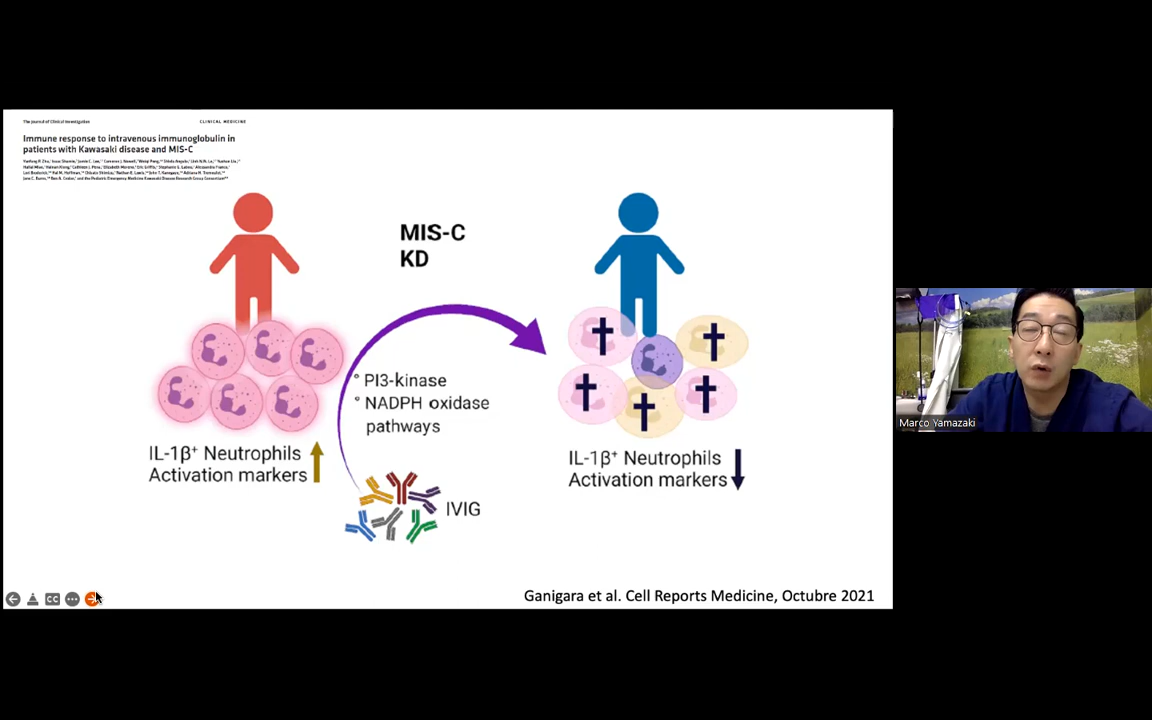 The Journal of Clinical Investigation
CLINICAL MEDICINE
Immune response to intravenous immunoglobulin in
patients with Kawasaki disease and MIS-C
MIS-C
KD
° PI3-kinase
° NADPH oxidase
pathways
IL-1β⁺ Neutrophils
Activation markers
IVIG
IL-1β⁺ Neutrophils
Activation markers
Ganigara et al. Cell Reports Medicine, Octubre 2021
CC
Marco Yamazaki